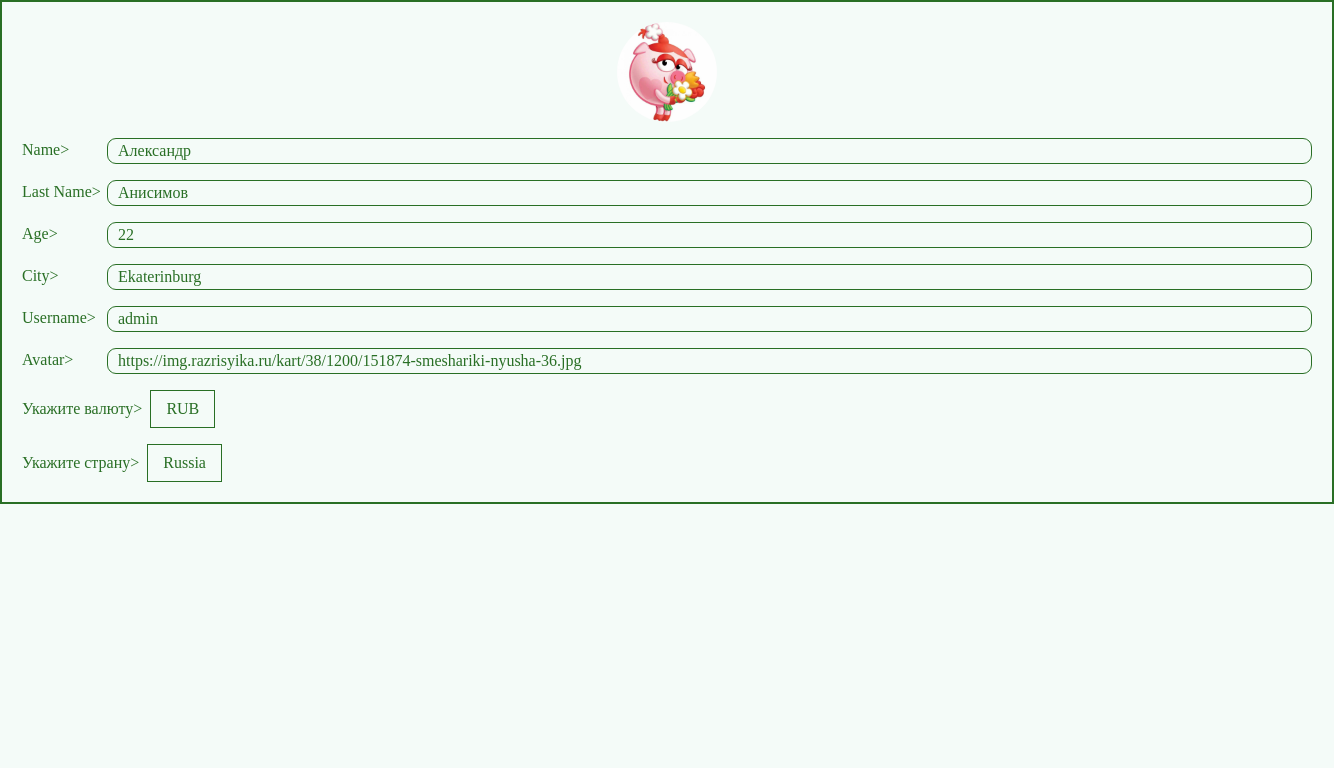 Name> Александр
Last Name> Анисимов
Age> 22
City> Ekaterinburg
Username> admin
Avatar> https://img.razrisyika.ru/kart/38/1200/151874-smeshariki-nyusha-36.jpg
Укажите валюту> RUB
Укажите страну> Russia